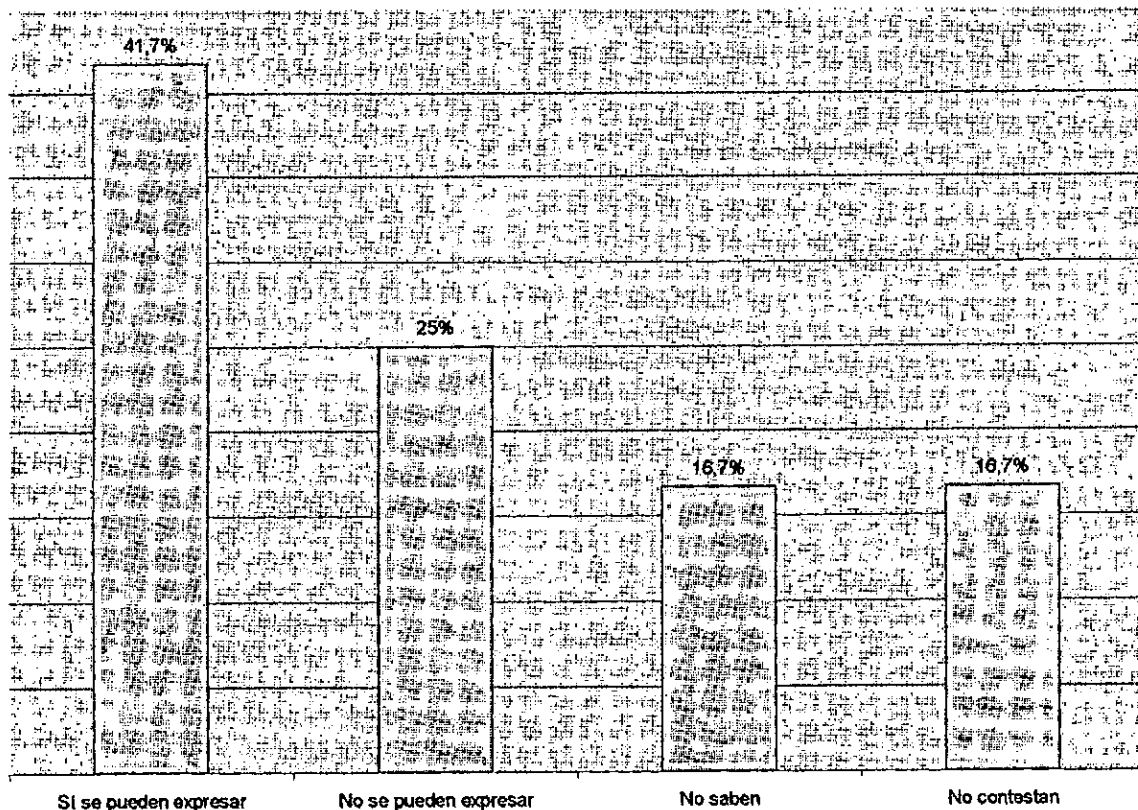 41,7%
25%
16,7%
16,7%
Si se pueden expresar
No se pueden expresar
No saben
No contestan